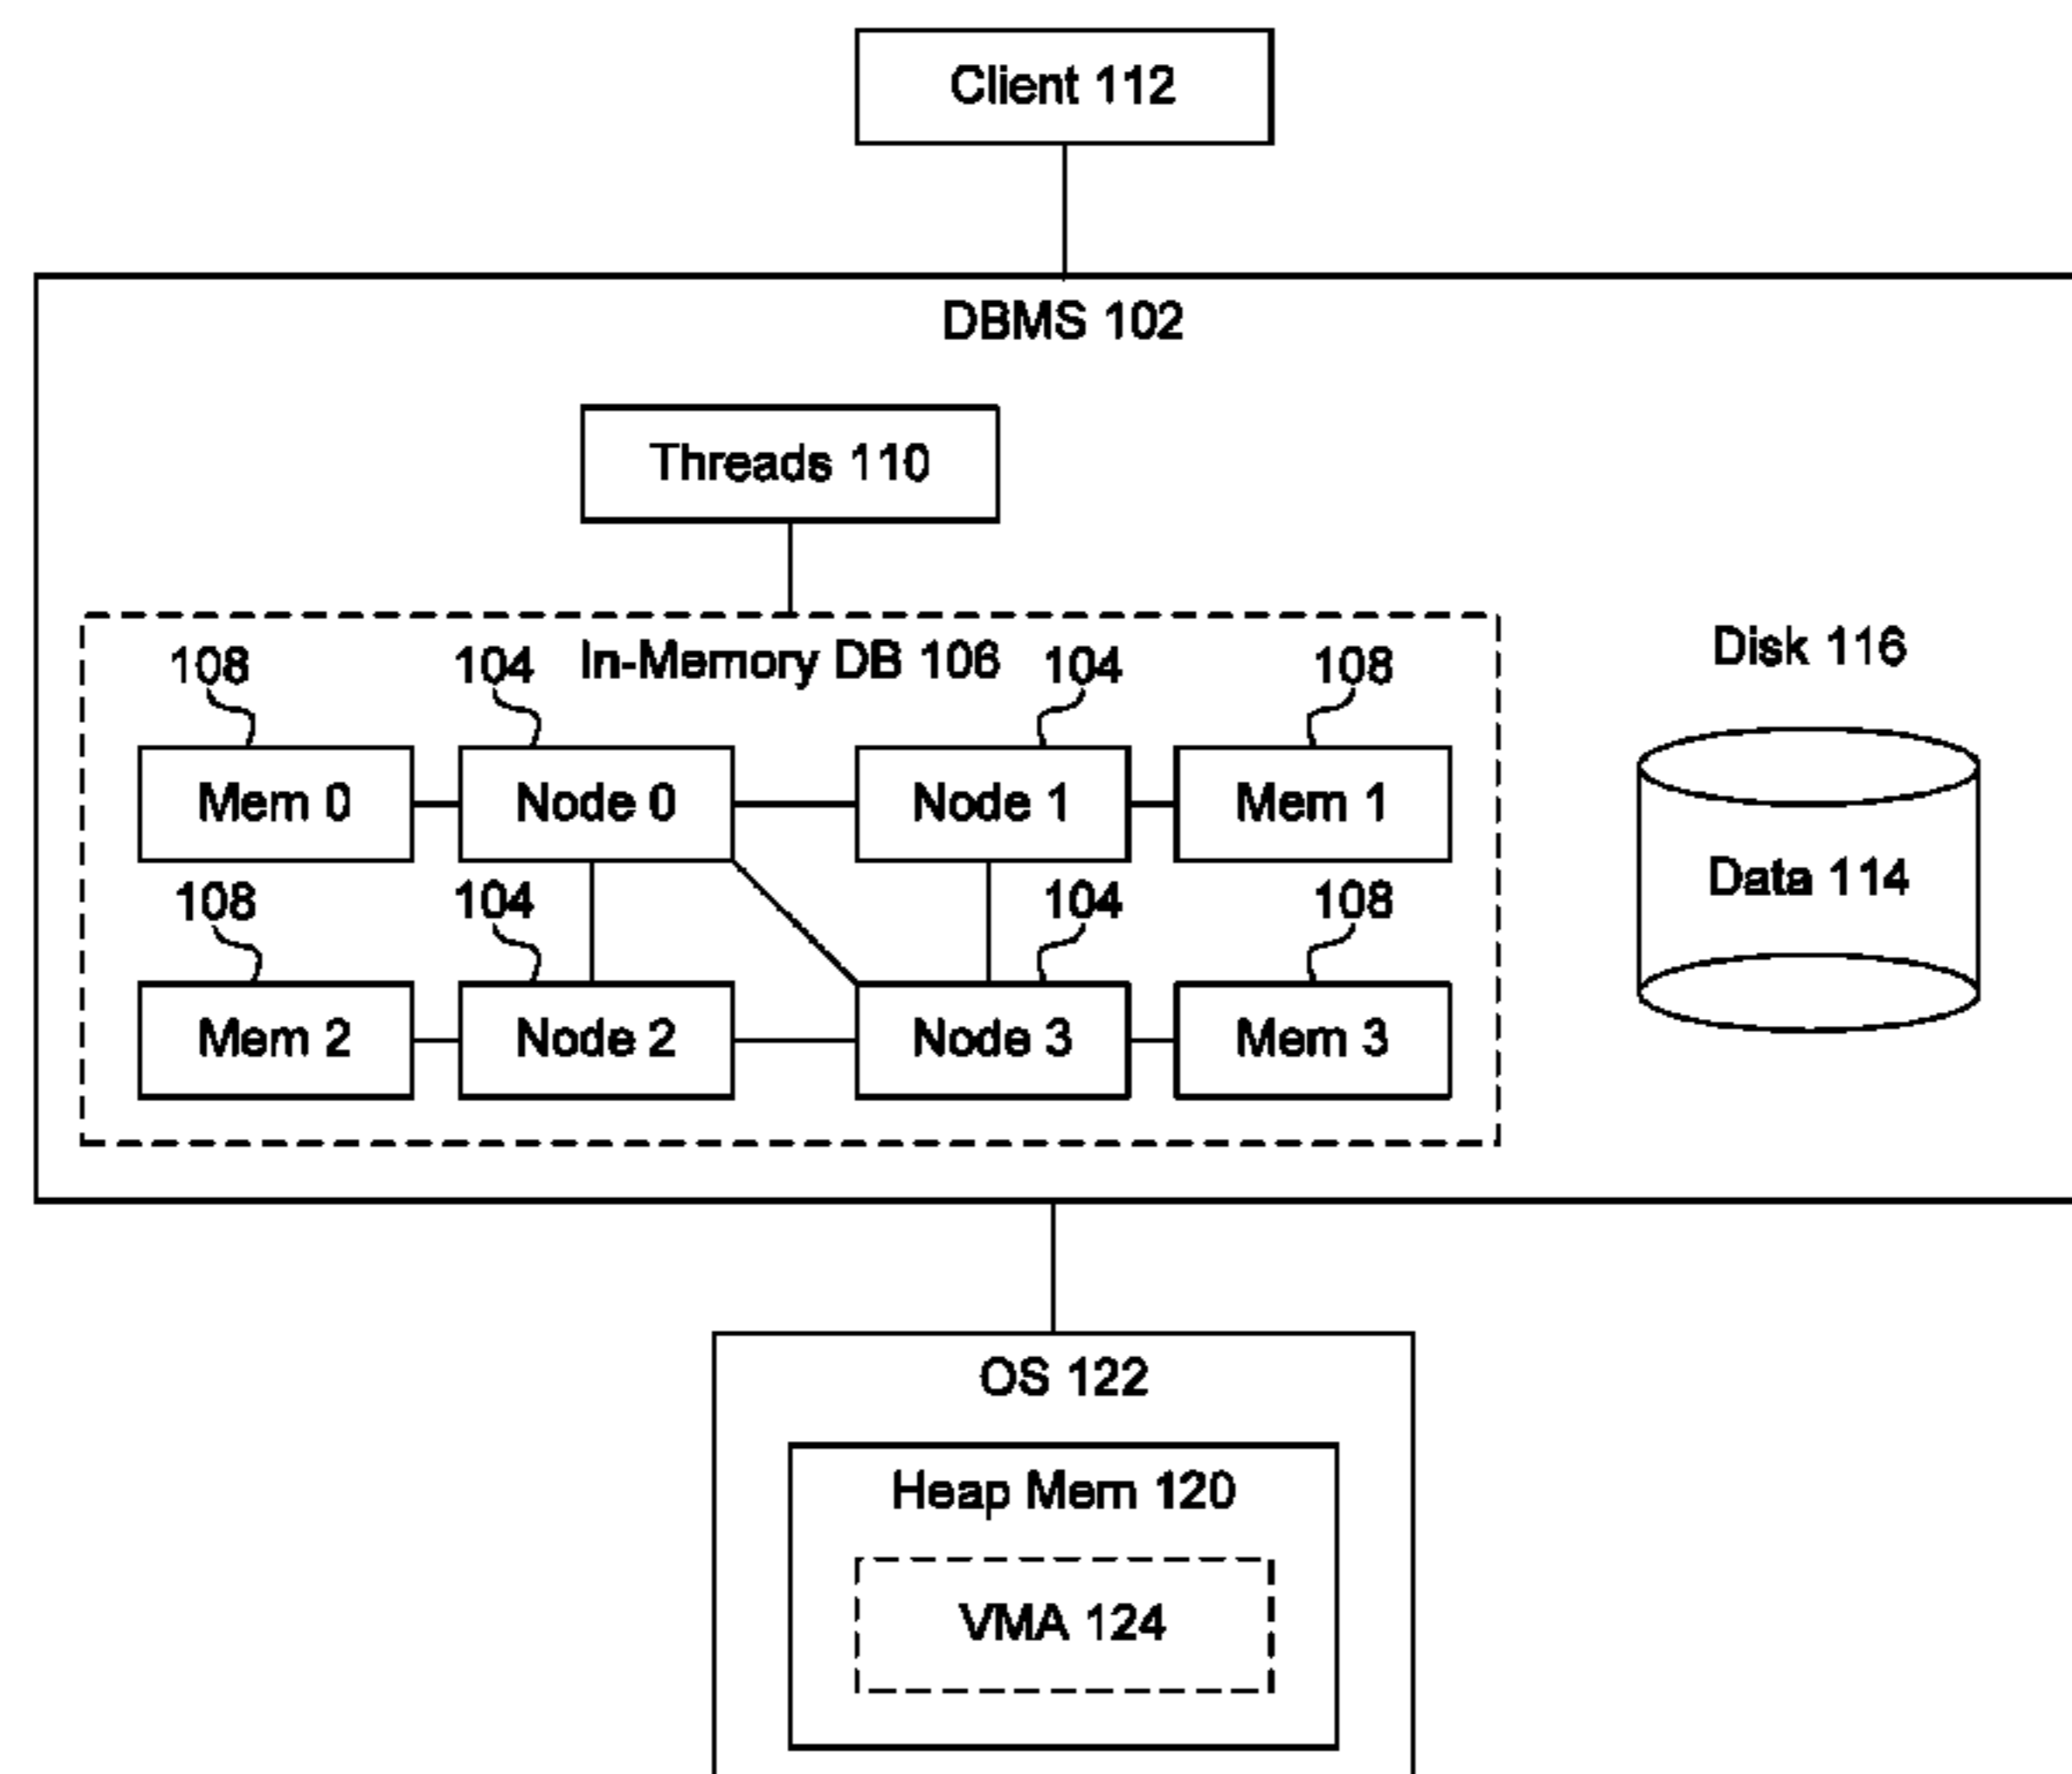 Client 112
DBMS 102
Threads 110
In-Memory DB 106
Disk 116
108
104
104
108
Mem 0
Node 0
Node 1
Mem 1
Data 114
108
104
104
108
Mem 2
Node 2
Node 3
Mem 3
OS 122
Heap Mem 120
VMA 124